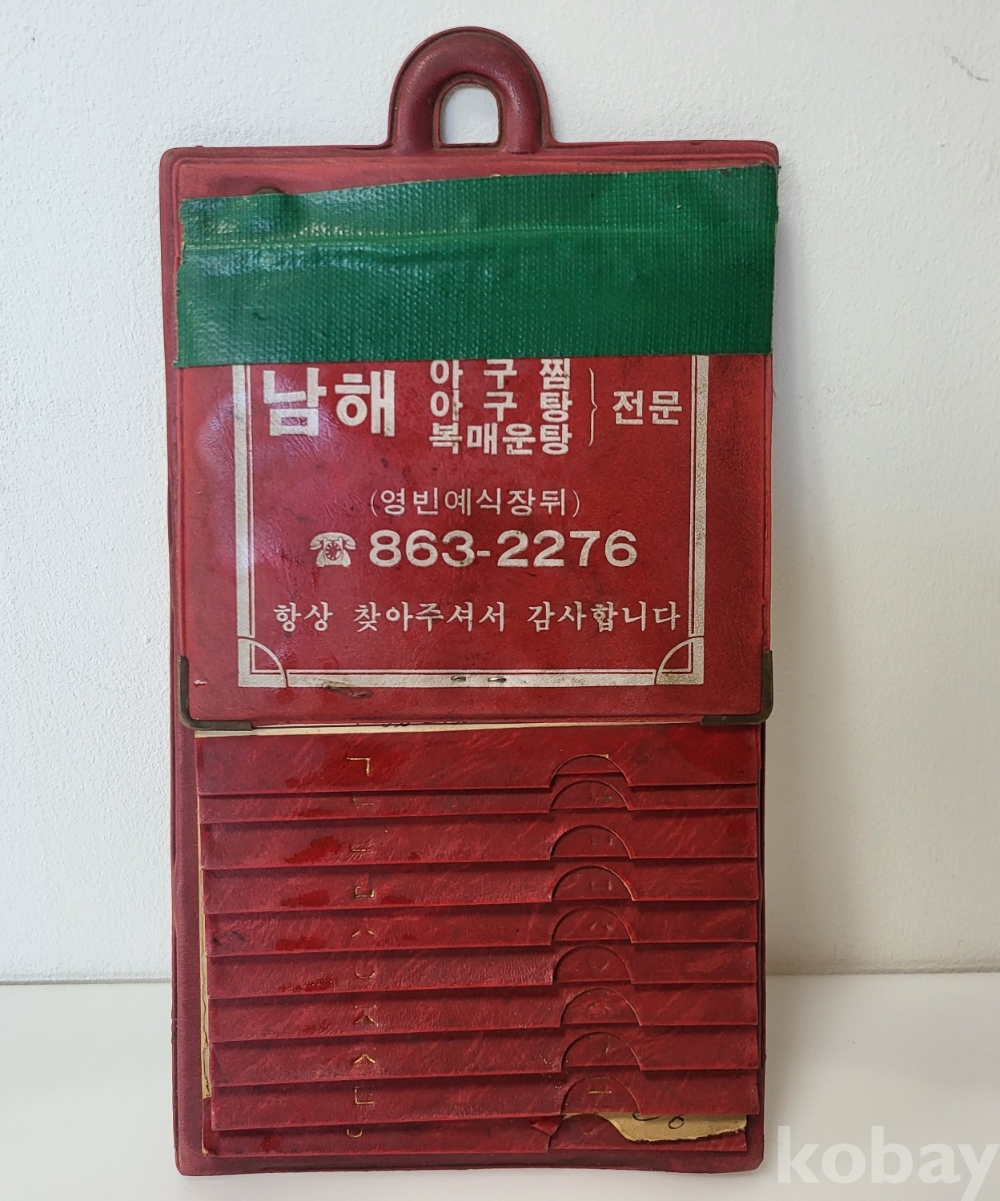 남해 아구찜
아구탕 전문
복매운탕
(영빈예식장뒤)
☎ 863-2276
항상 찾아주셔서 감사합니다
ㄱ
ㄴ
ㅂ
ㅅ
ㅇ
ㅈ
kobay